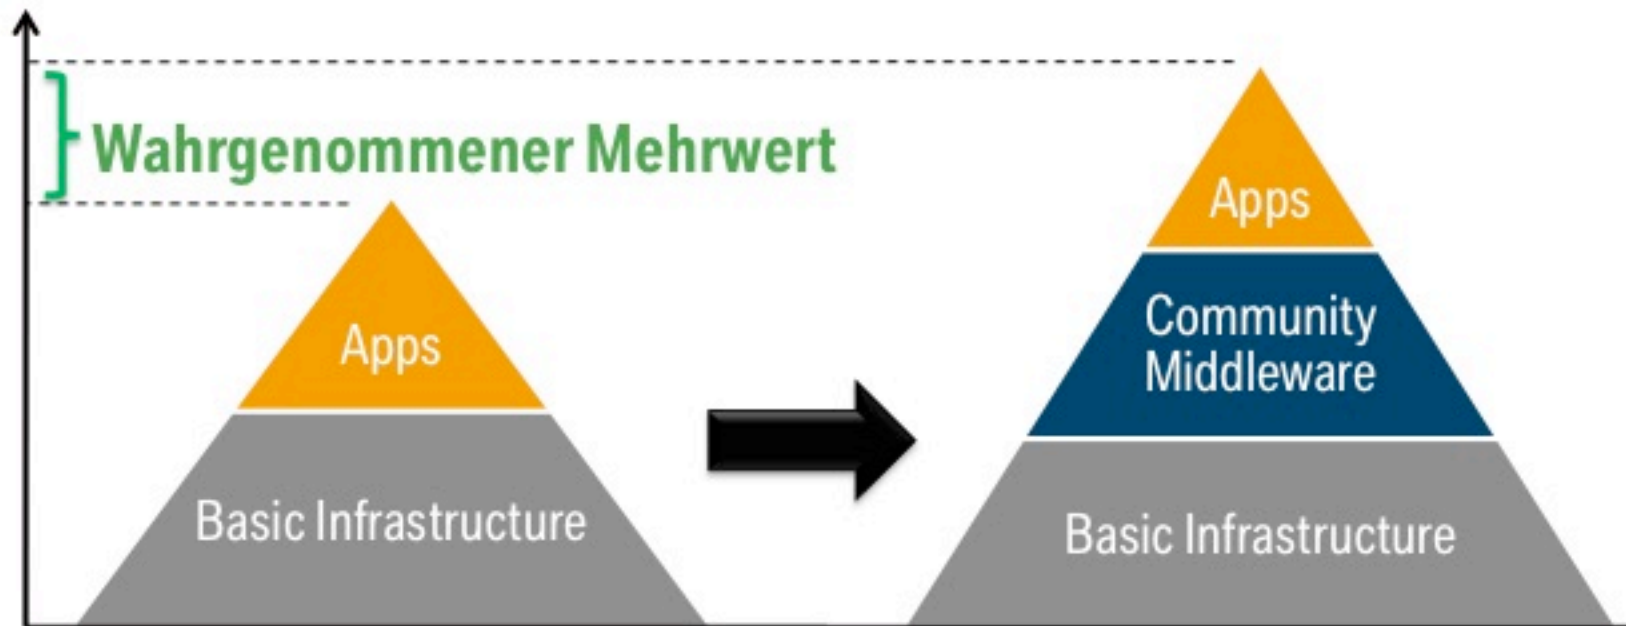 Wahrgenommener Mehrwert
Apps
Basic Infrastructure
Apps
Community
Middleware
Basic Infrastructure